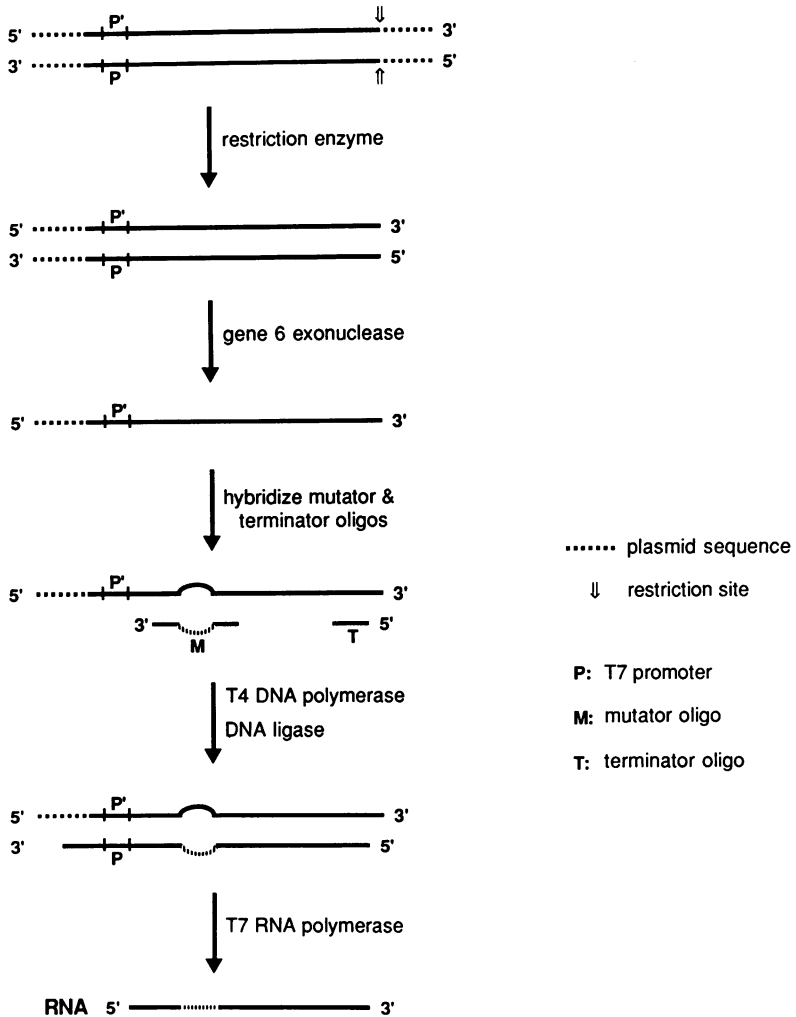 P'
5' 3'
3' 5'
P
restriction enzyme
P'
5' 3'
3' 5'
P
gene 6 exonuclease
P'
5' 3'
hybridize mutator &
terminator oligos
P'
5' 3'
3' 5'
M T
T4 DNA polymerase
DNA ligase
P'
5' 3'
3' 5'
P
T7 RNA polymerase
RNA 5' 3'
plasmid sequence
⇓ restriction site
P: T7 promoter
M: mutator oligo
T: terminator oligo